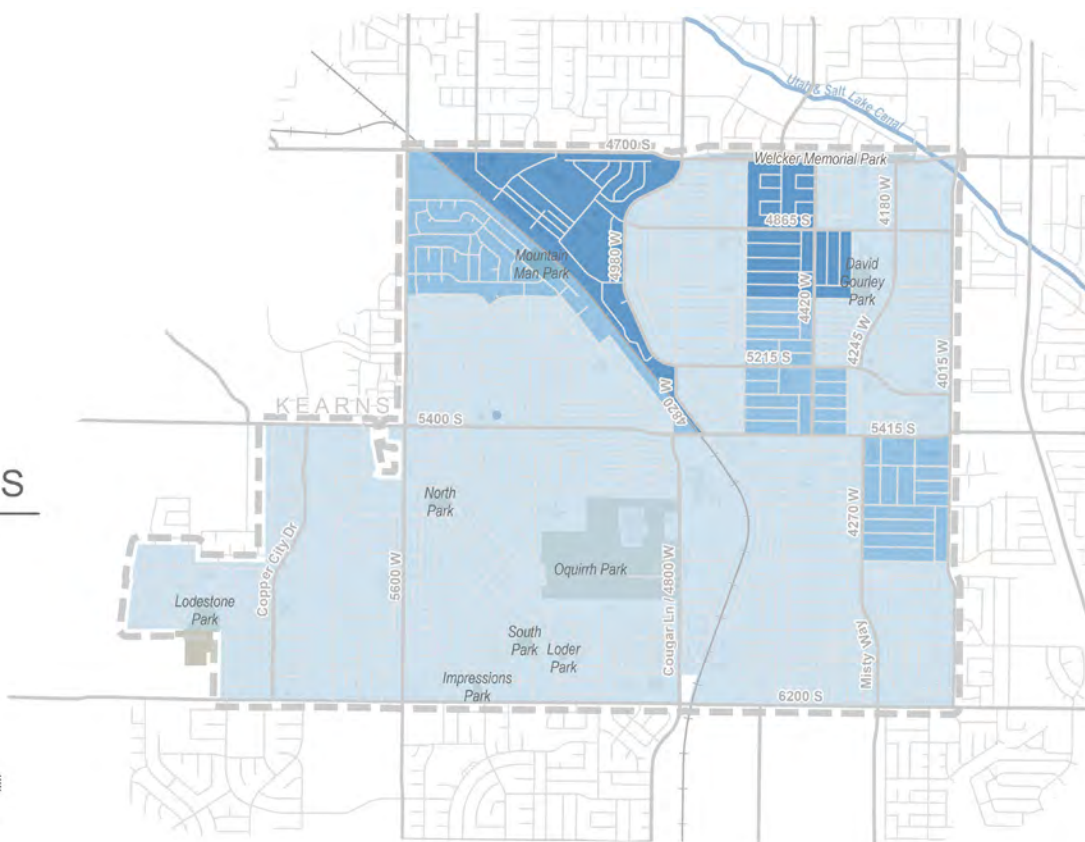 Utah & Salt Lake Canal
4700 S
Welcker Memorial Park
4180 W
4865 S
4980 W
Mountain
Man Park
David
Gourley
Park
4420 W
4245 W
4015 W
5215 S
4820 W
KEARNS
5400 S
5415 S
S
North
Park
4270 W
Oquirrh Park
Copper City Dr
5600 W
Lodestone
Park
Cougar Ln / 4800 W
South
Park
Loder
Park
Misty Way
Impressions
Park
6200 S